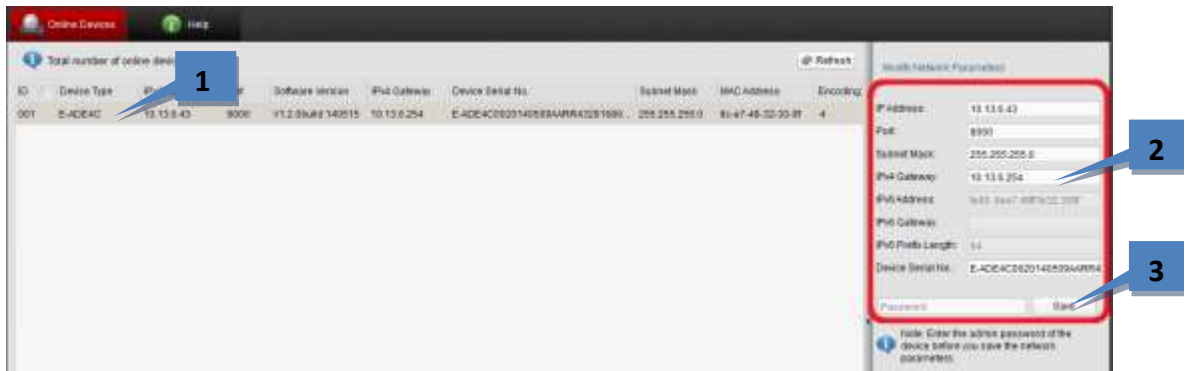 Online Devices Help
Total number of online
Refresh
1
ID Device Type Software Version IPv4 Gateway Device Serial No. Subnet Mask MAC Address Encoding
001 E-ADE4C 10.13.6.43 8000 V1.2.0build 140515 10.13.6.254 255.255.255.0 4
Modify Network Parameters
IP Address: 10.13.6.43
Port: 8000
Subnet Mask: 255.255.255.0
2
IPv4 Gateway: 10.13.6.254
IPv6 Address:
IPv6 Gateway:
IPv6 Prefix Length: 64
Device Serial No.:
3
Password Save
Note: Enter the admin password of the
device before you save the network
parameters.